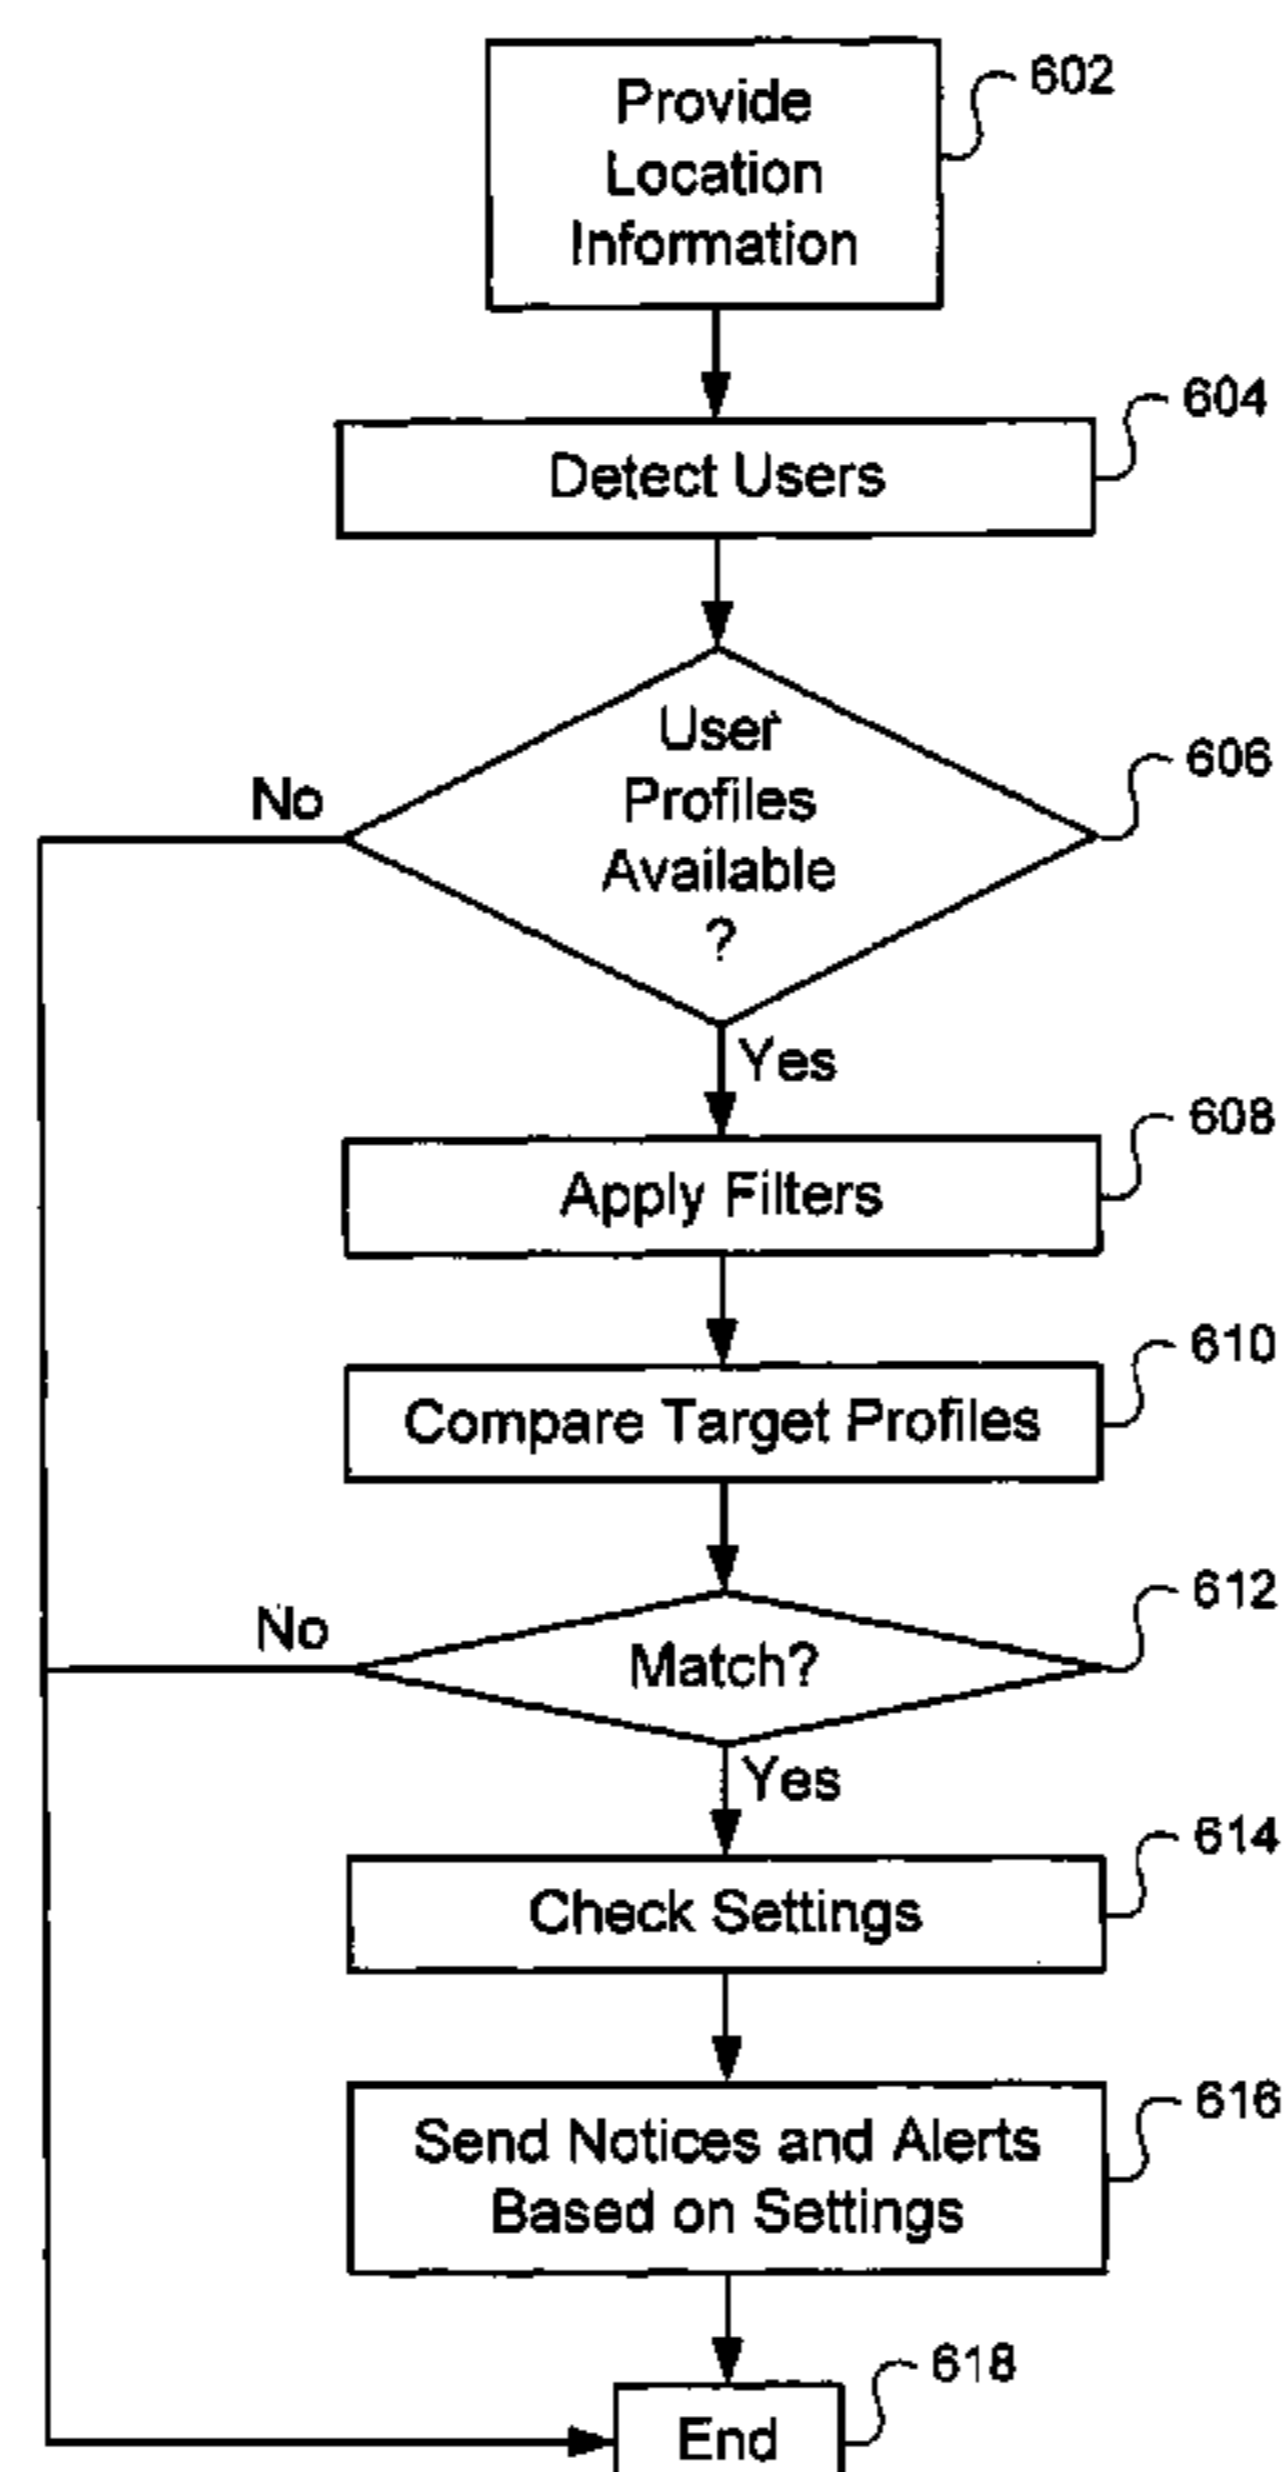 Provide
Location
Information
602
Detect Users
604
User
Profiles
Available
?
606
No
Yes
Apply Filters
608
Compare Target Profiles
610
Match?
612
No
Yes
Check Settings
614
Send Notices and Alerts
Based on Settings
616
End
618